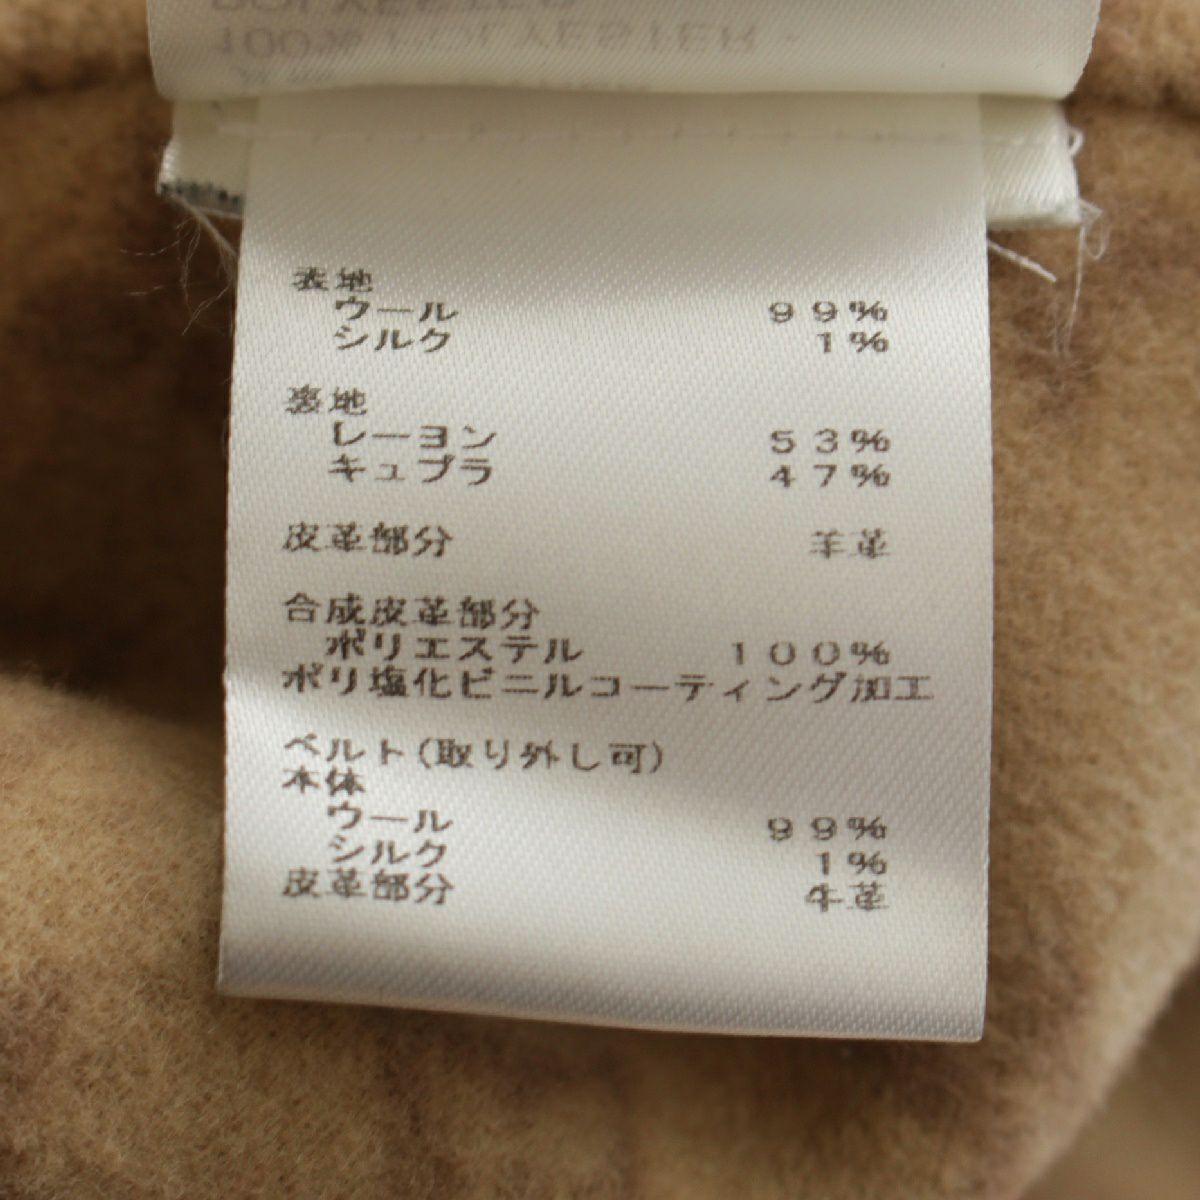 POLYESTER
100% POLYESTER -
表地
ウール 99%
シルク 1%
裏地
レーヨン 53%
キュプラ 47%
皮革部分 羊革
合成皮革部分
ポリエステル 100%
ポリ塩化ビニルコーティング加工
ベルト(取り外し可)
本体
ウール 99%
シルク 1%
皮革部分 牛革